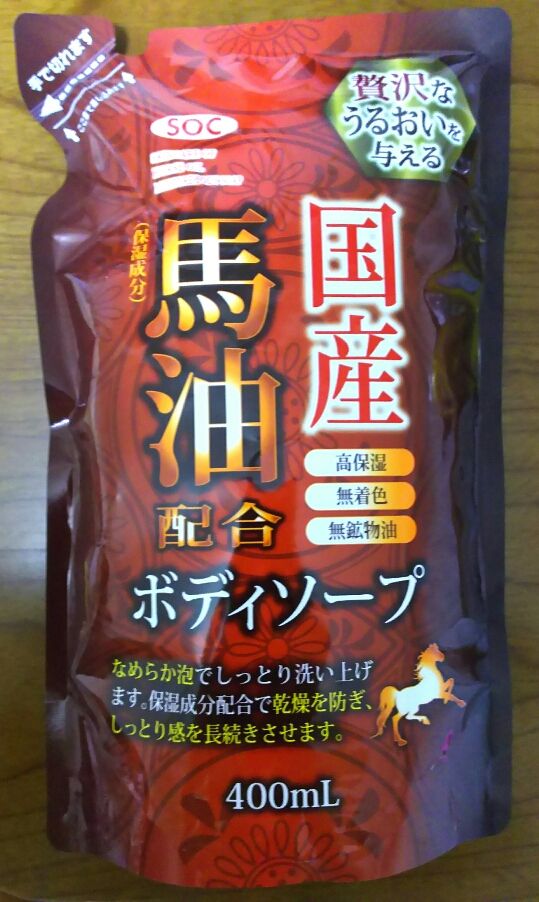 手で切れます
SOC
贅沢な
うるおいを
与える
国産
馬油
(保湿成分)
配合
高保湿
無着色
無鉱物油
ボディソープ
なめらか泡でしっとり洗い上げ
ます。保湿成分配合で乾燥を防ぎ、
しっとり感を長続きさせます。
400mL